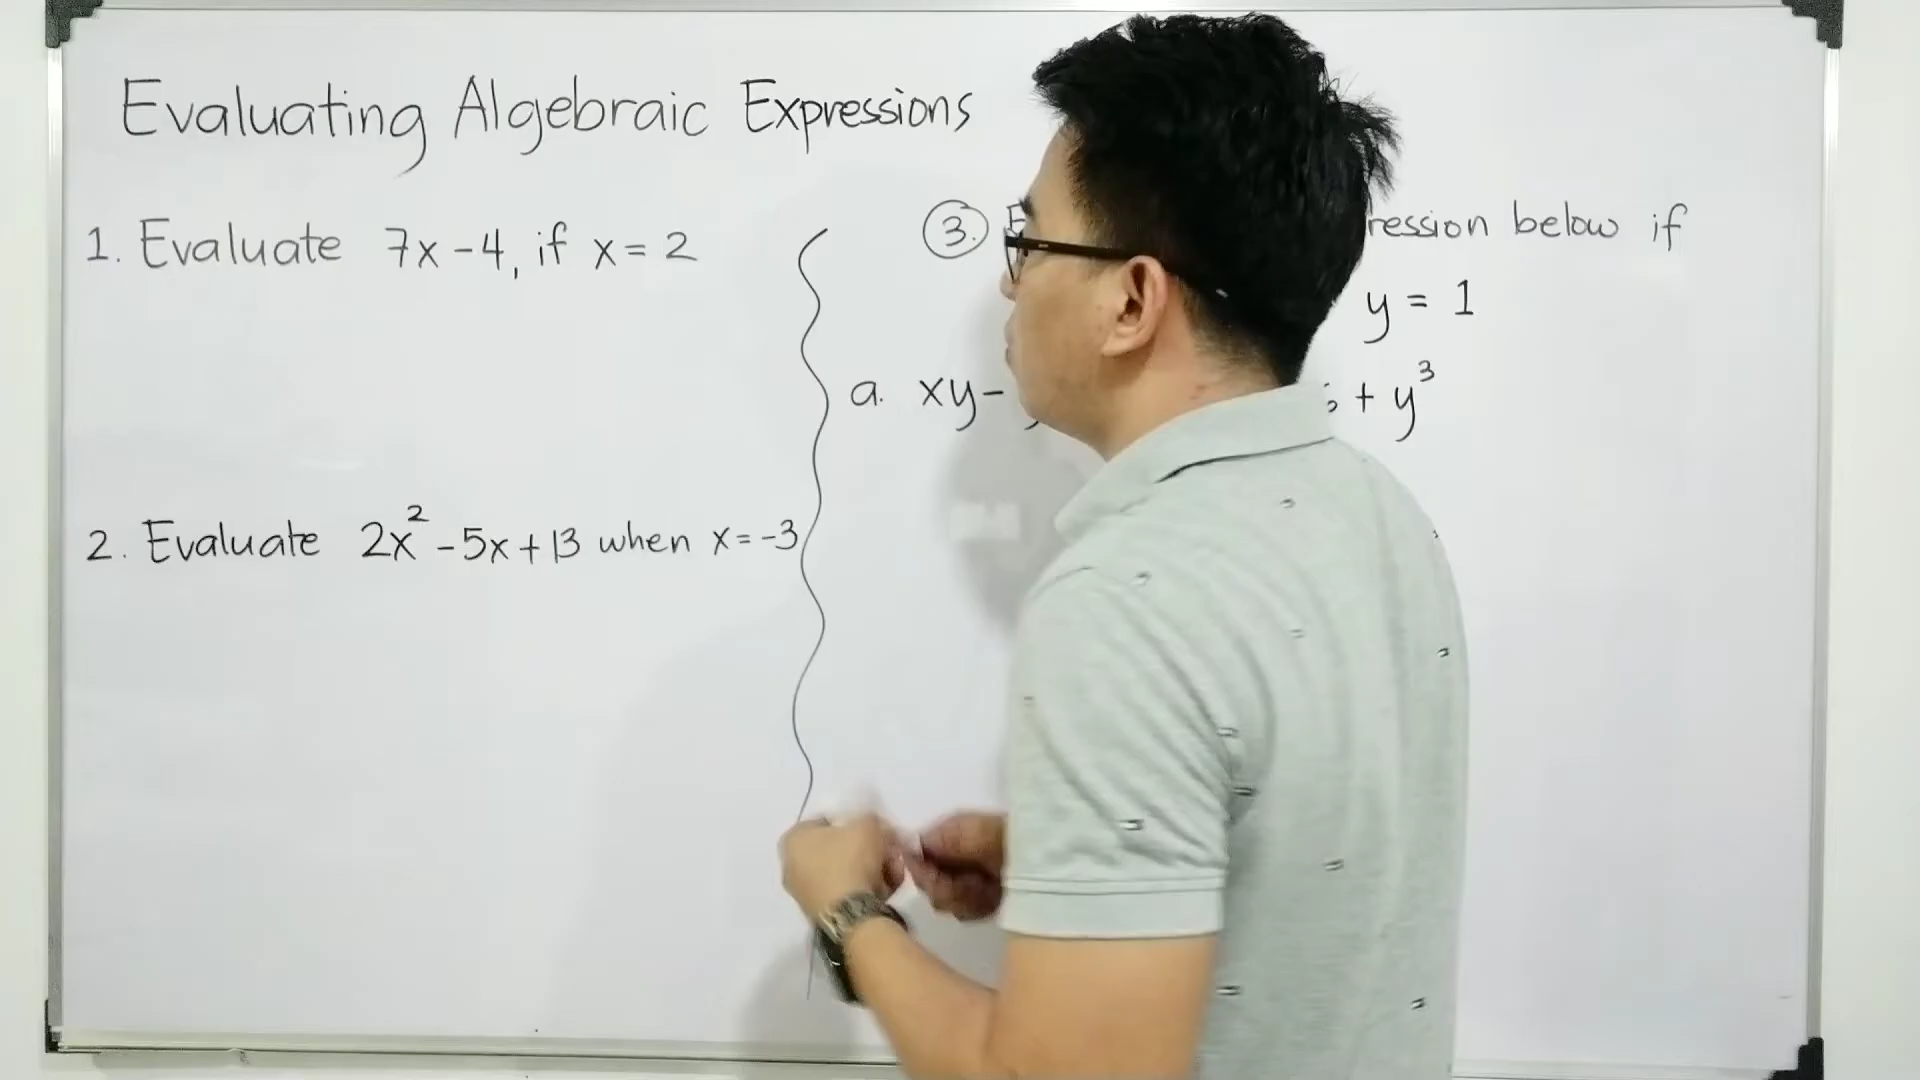 Evaluating Algebraic Expressions
1. Evaluate 7x - 4, if x = 2
2. Evaluate 2x² - 5x + 13 when x = -3
3. below if
y = 1
a. xy -
+ y³